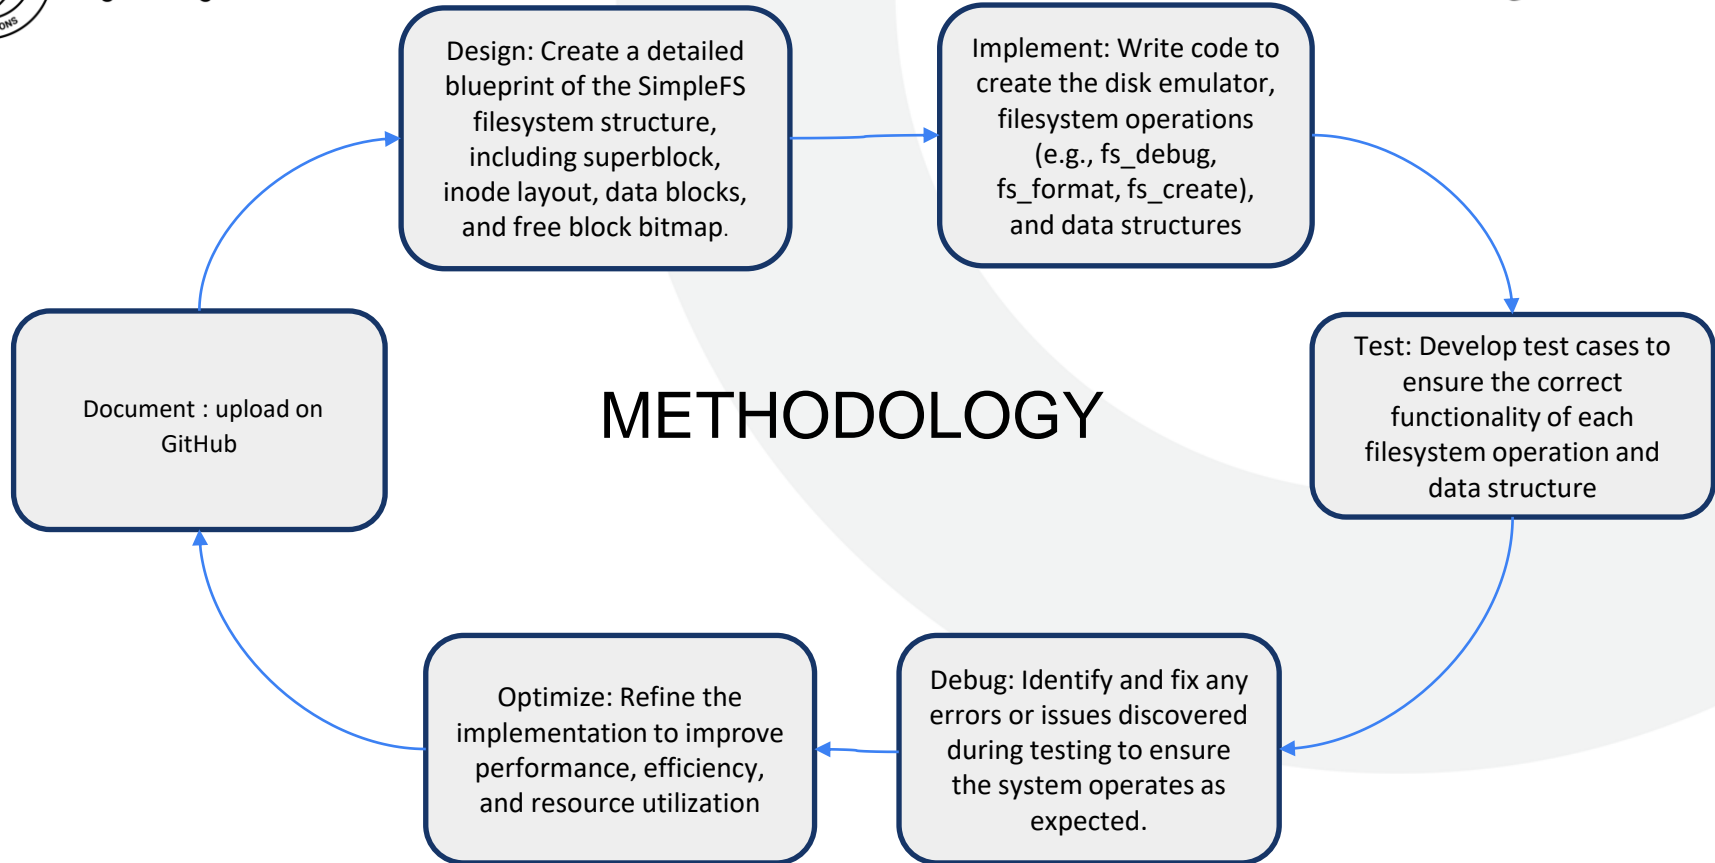 Design: Create a detailed
blueprint of the SimpleFS
filesystem structure,
including superblock,
inode layout, data blocks,
and free block bitmap.
Implement: Write code to
create the disk emulator,
filesystem operations
(e.g., fs_debug,
fs_format, fs_create),
and data structures
Test: Develop test cases to
ensure the correct
functionality of each
filesystem operation and
data structure
Debug: Identify and fix any
errors or issues discovered
during testing to ensure
the system operates as
expected.
Optimize: Refine the
implementation to improve
performance, efficiency,
and resource utilization
Document : upload on
GitHub
METHODOLOGY